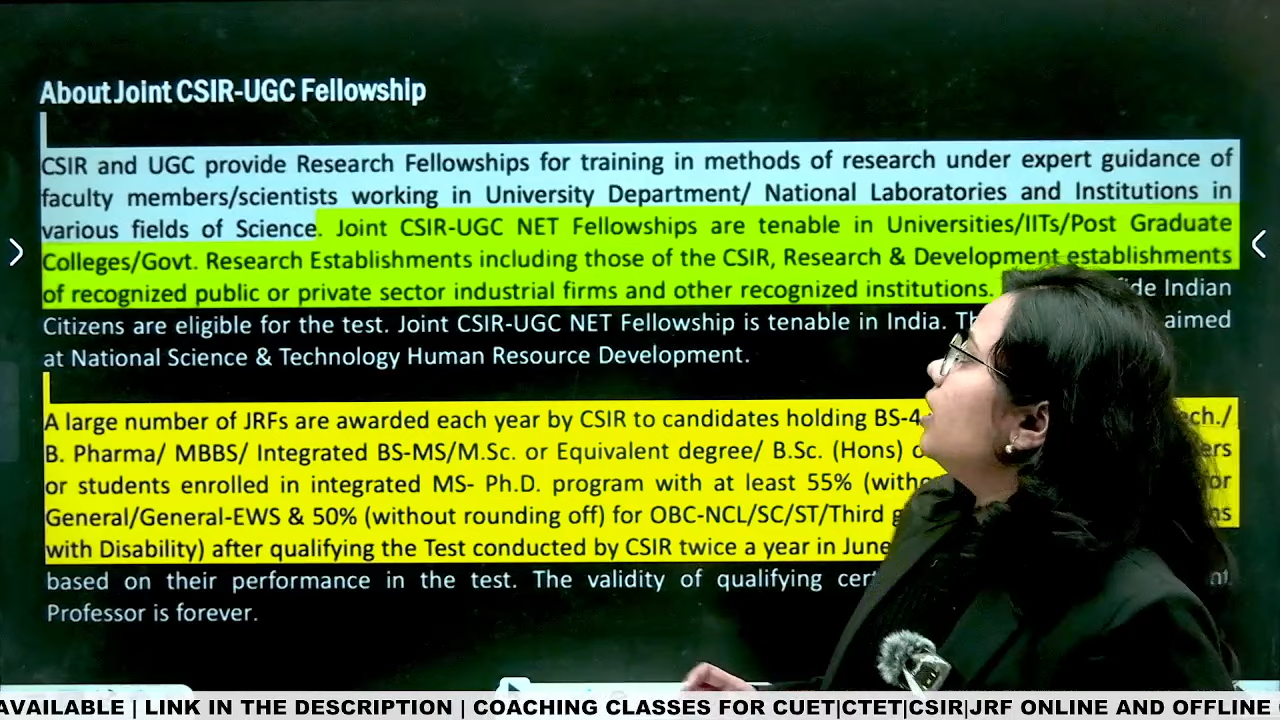 About Joint CSIR-UGC Fellowship
CSIR and UGC provide Research Fellowships for training in methods of research under expert guidance of
faculty members/scientists working in University Department/ National Laboratories and Institutions in
various fields of Science. Joint CSIR-UGC NET Fellowships are tenable in Universities/IITs/Post Graduate
Colleges/Govt. Research Establishments including those of the CSIR, Research & Development establishments
of recognized public or private sector industrial firms and other recognized institutions. Indian
Citizens are eligible for the test. Joint CSIR-UGC NET Fellowship is tenable in India. aimed
at National Science & Technology Human Resource Development.
A large number of JRFs are awarded each year by CSIR to candidates holding
B. Pharma/ MBBS/ Integrated BS-MS/M.Sc. or Equivalent degree/ B.Sc. (Hons)
or students enrolled in integrated MS- Ph.D. program with at least 55%
General/General-EWS & 50% (without rounding off) for OBC-NCL/SC/ST/Third
with Disability) after qualifying the Test conducted by CSIR twice a year in June
based on their performance in the test. The validity of qualifying
Professor is forever.
AVAILABLE | LINK IN THE DESCRIPTION | COACHING CLASSES FOR CUET|CTET|CSIR|JRF ONLINE AND OFFLINE